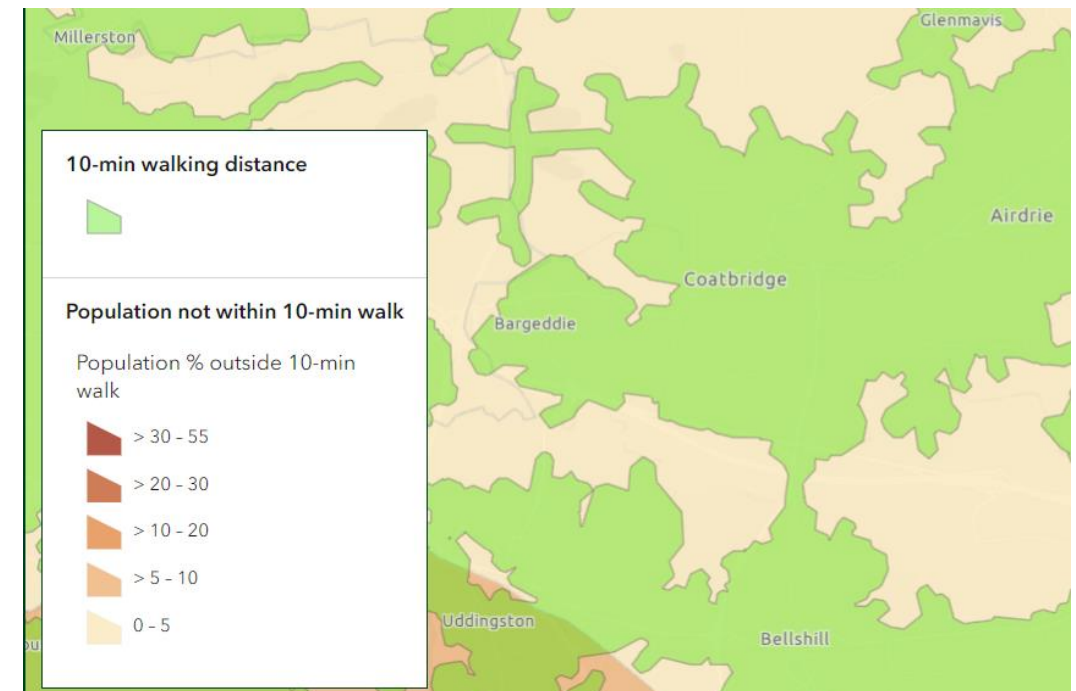 Millerston
Glenmavis
10-min walking distance
Airdrie
Coatbridge
Population not within 10-min walk
Bargeddie
Population % outside 10-min
walk
> 30 - 55
> 20 - 30
> 10 - 20
> 5 - 10
0 - 5
Uddingston
Bellshill